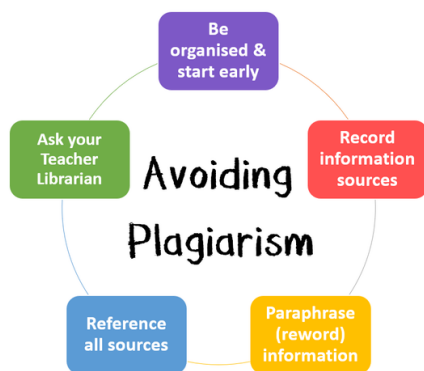 Be
organised &
start early
Record
information
sources
Paraphrase
(reword)
information
Reference
all sources
Ask your
Teacher
Librarian
Avoiding
Plagiarism